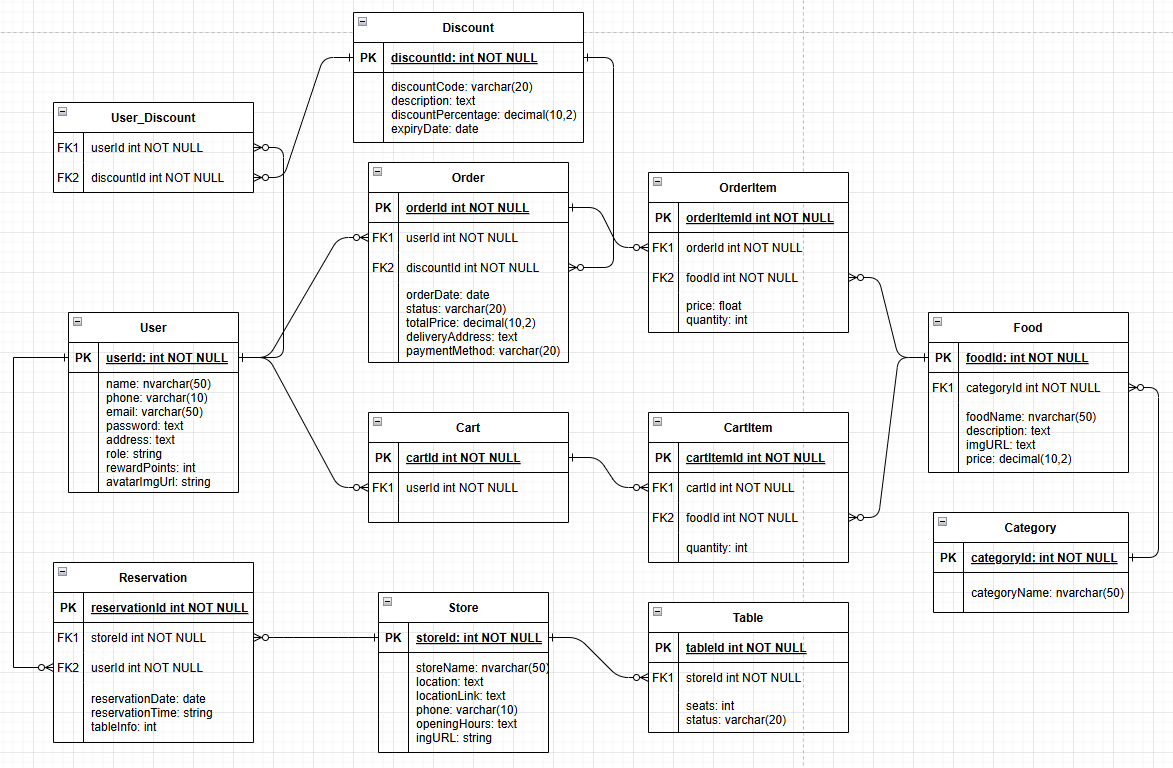 Discount
PK discountId: int NOT NULL
discountCode: varchar(20)
description: text
discountPercentage: decimal(10,2)
expiryDate: date
User_Discount
FK1 userId int NOT NULL
FK2 discountId int NOT NULL
Order
PK orderId int NOT NULL
FK1 userId int NOT NULL
FK2 discountId int NOT NULL
orderDate: date
status: varchar(20)
totalPrice: decimal(10,2)
deliveryAddress: text
paymentMethod: varchar(20)
OrderItem
PK orderItemId int NOT NULL
FK1 orderId int NOT NULL
FK2 foodId int NOT NULL
price: float
quantity: int
User
PK userId: int NOT NULL
name: nvarchar(50)
phone: varchar(10)
email: varchar(50)
password: text
address: text
role: string
rewardPoints: int
avatarImgUrl: string
Food
PK foodId: int NOT NULL
FK1 categoryId int NOT NULL
foodName: nvarchar(50)
description: text
imgURL: text
price: decimal(10,2)
Cart
PK cartId int NOT NULL
FK1 userId int NOT NULL
CartItem
PK cartItemId int NOT NULL
FK1 cartId int NOT NULL
FK2 foodId int NOT NULL
quantity: int
Category
PK categoryId: int NOT NULL
categoryName: nvarchar(50)
Reservation
PK reservationId int NOT NULL
FK1 storeId int NOT NULL
FK2 userId int NOT NULL
reservationDate: date
reservationTime: string
tableInfo: int
Store
PK storeId: int NOT NULL
storeName: nvarchar(50)
location: text
locationLink: text
phone: varchar(10)
openingHours: text
ingURL: string
Table
PK tableId int NOT NULL
FK1 storeId int NOT NULL
seats: int
status: varchar(20)